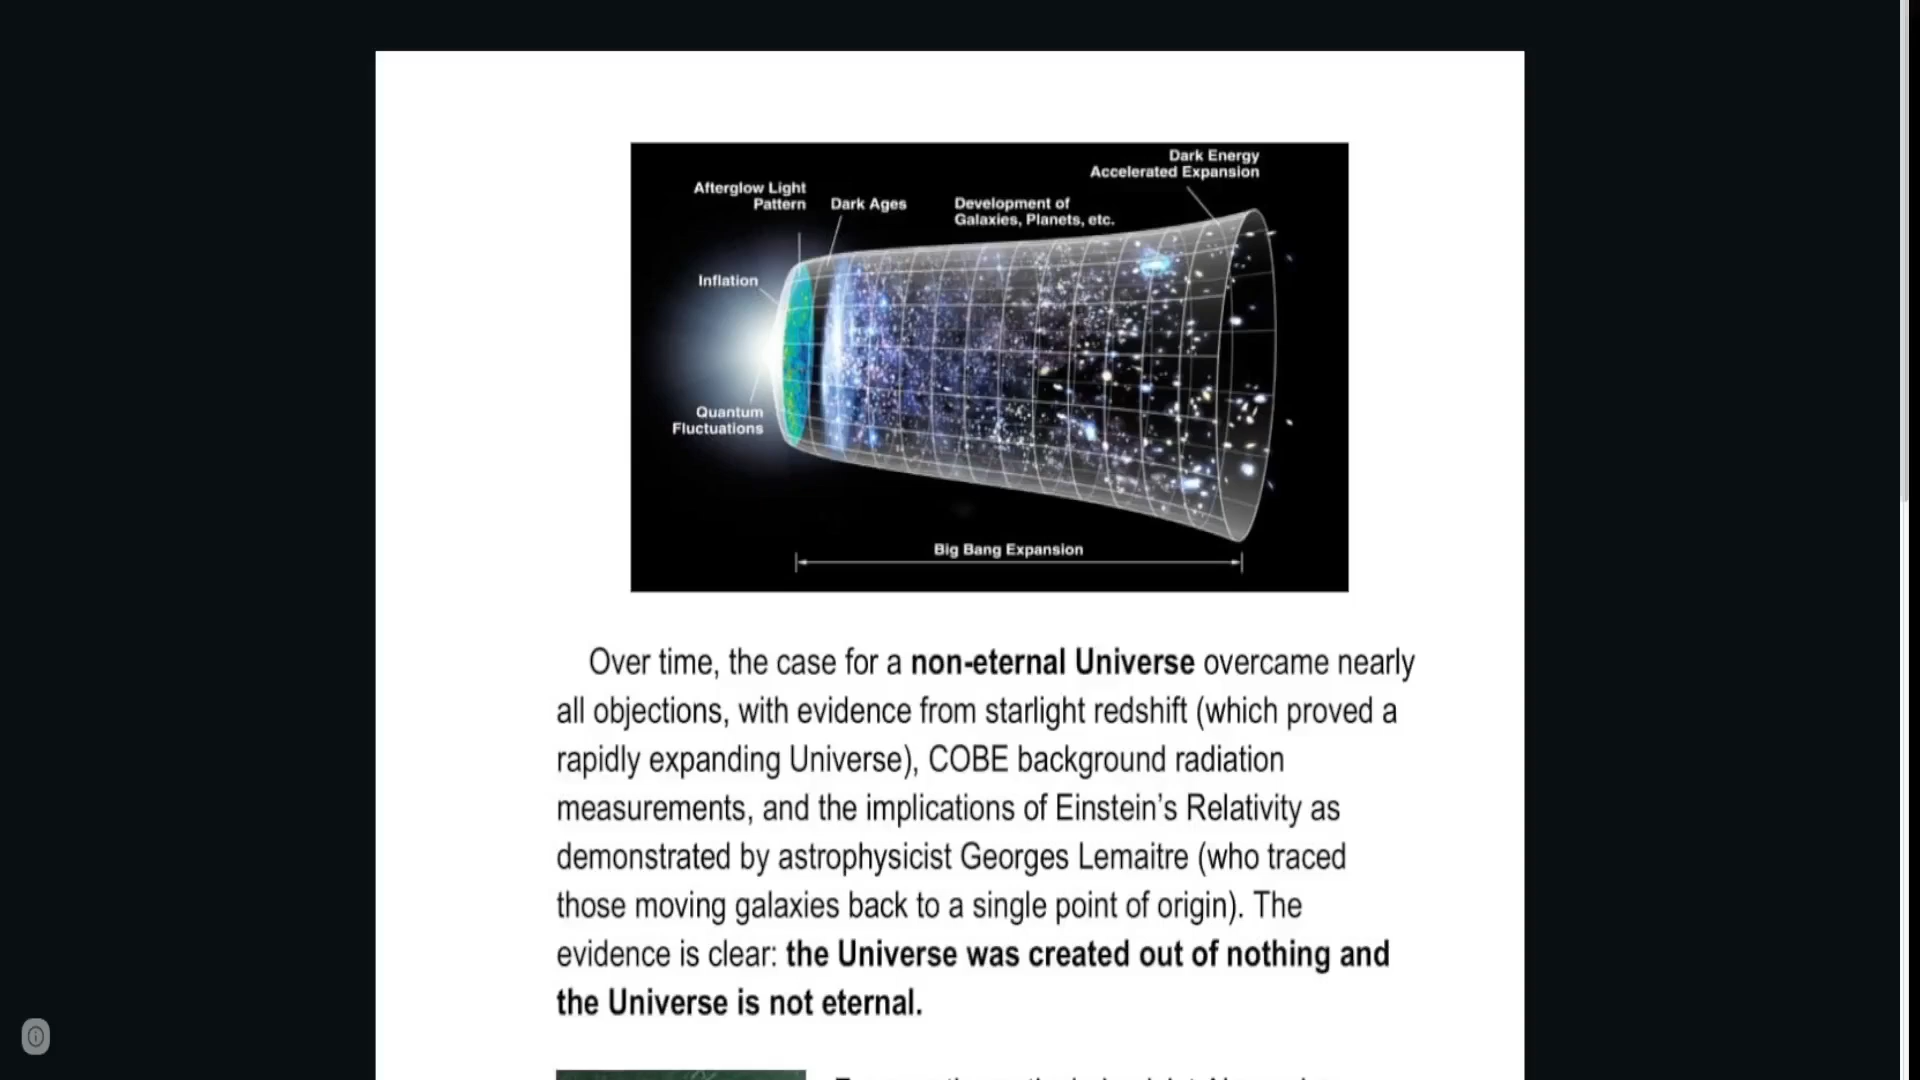 Dark Energy
Accelerated Expansion
Afterglow Light
Pattern
Dark Ages
Development of
Galaxies, Planets, etc.
Inflation
Quantum
Fluctuations
Big Bang Expansion
Over time, the case for a non-eternal Universe overcame nearly
all objections, with evidence from starlight redshift (which proved a
rapidly expanding Universe), COBE background radiation
measurements, and the implications of Einstein’s Relativity as
demonstrated by astrophysicist Georges Lemaitre (who traced
those moving galaxies back to a single point of origin). The
evidence is clear: the Universe was created out of nothing and
the Universe is not eternal.